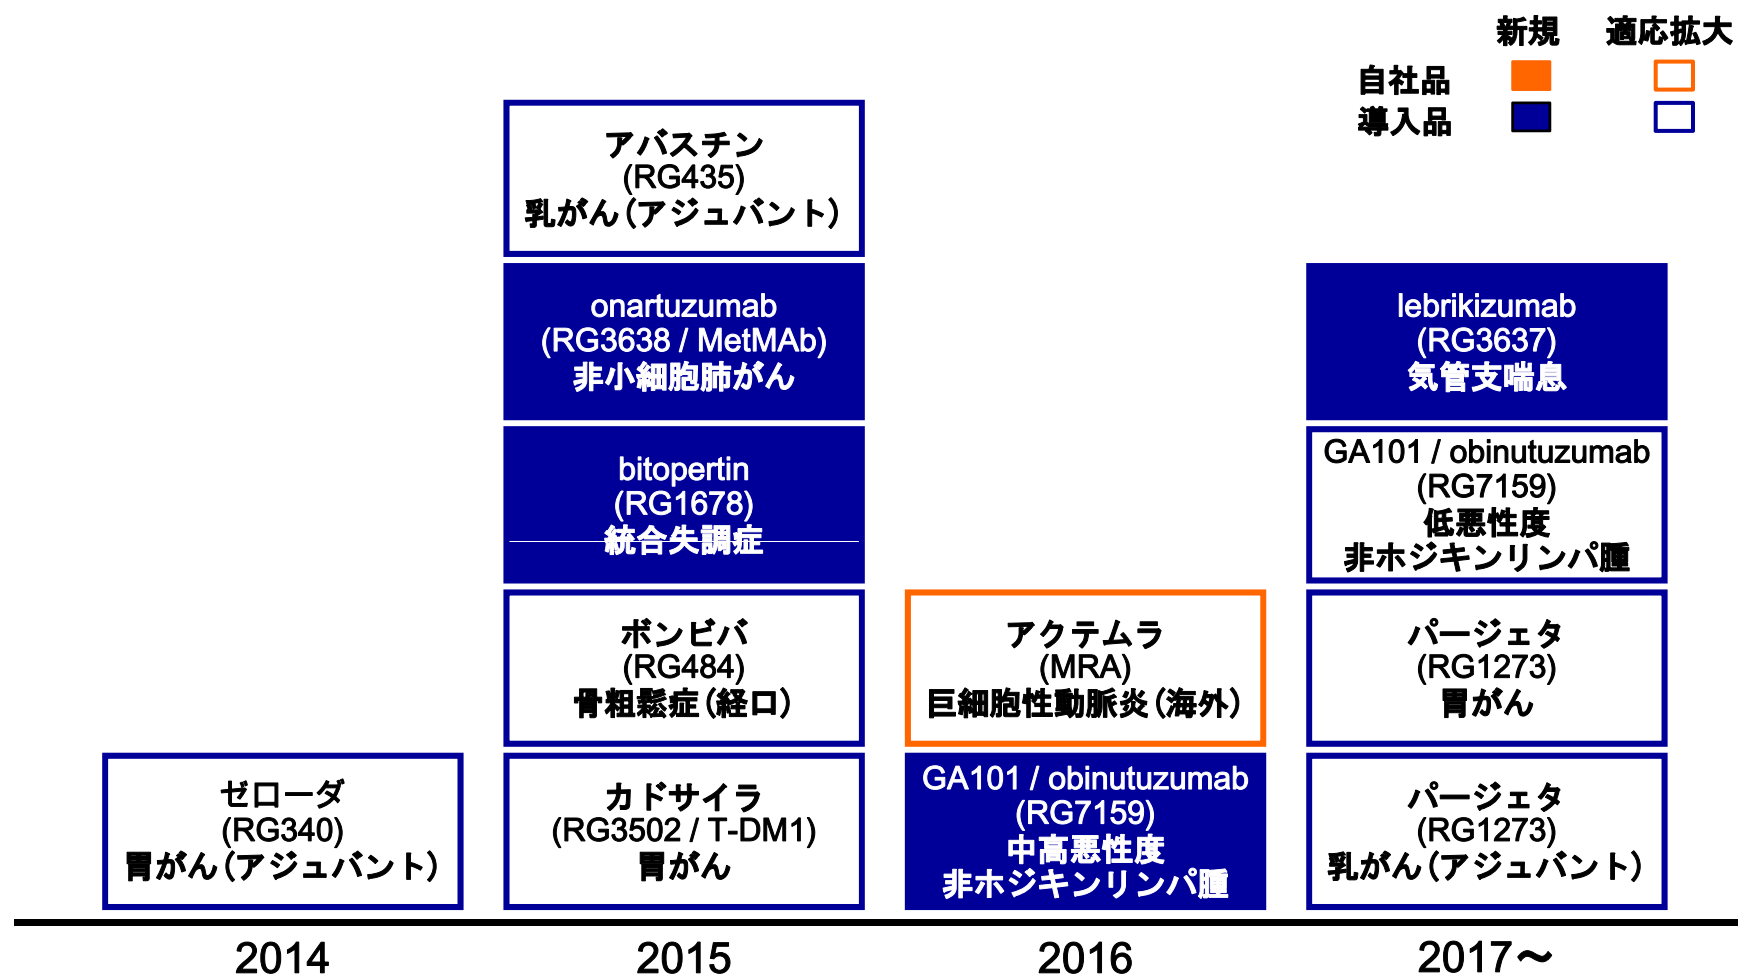 新規 適応拡大
自社品
導入品
アバスチン
(RG435)
乳がん(アジュバント)
onartuzumab
(RG3638 / MetMAb)
非小細胞肺がん
bitopertin
(RG1678)
統合失調症
ボンビバ
(RG484)
骨粗鬆症(経口)
カドサイラ
(RG3502 / T-DM1)
胃がん
ゼローダ
(RG340)
胃がん(アジュバント)
アクテムラ
(MRA)
巨細胞性動脈炎(海外)
GA101 / obinutuzumab
(RG7159)
中高悪性度
非ホジキンリンパ腫
lebrikizumab
(RG3637)
気管支喘息
GA101 / obinutuzumab
(RG7159)
低悪性度
非ホジキンリンパ腫
パージェタ
(RG1273)
胃がん
パージェタ
(RG1273)
乳がん(アジュバント)
2014 2015 2016 2017～